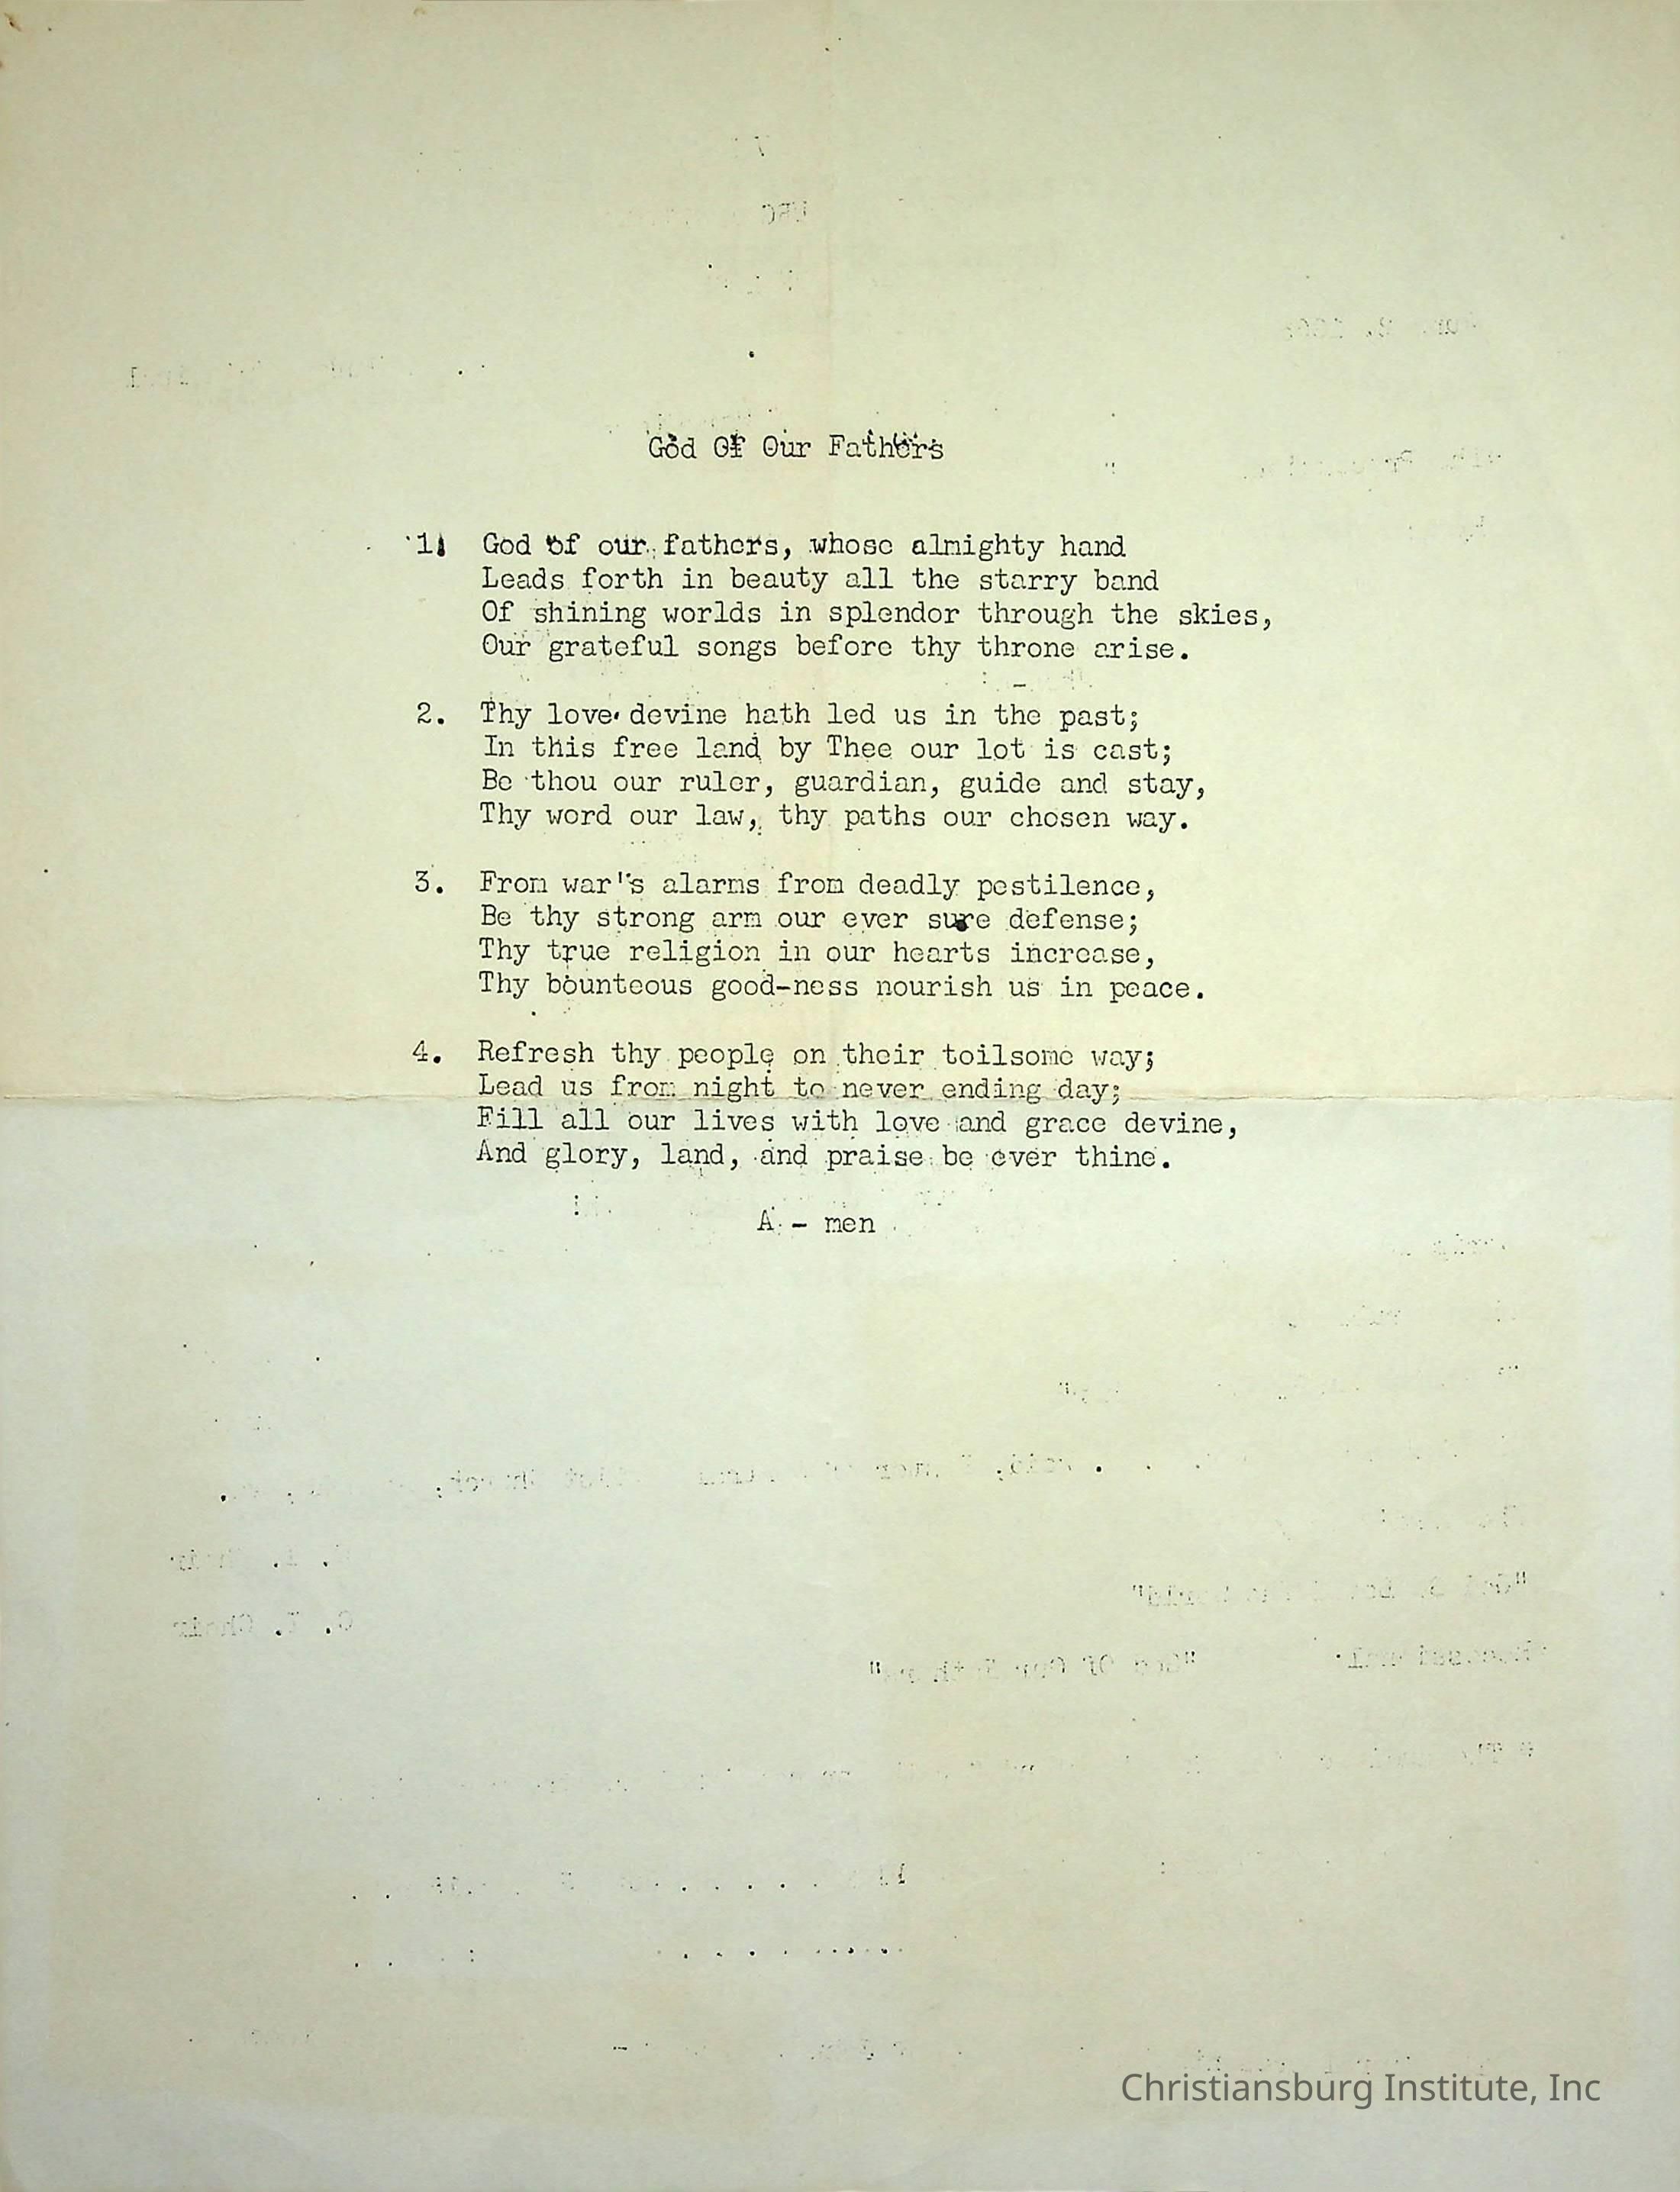 God Of Our Fathers
1. God of our fathers, whose almighty hand
Leads forth in beauty all the starry band
Of shining worlds in splendor through the skies,
Our grateful songs before thy throne arise.
2. Thy love devine hath led us in the past;
In this free land by Thee our lot is cast;
Be thou our ruler, guardian, guide and stay,
Thy word our law, thy paths our chosen way.
3. From war's alarms from deadly pestilence,
Be thy strong arm our ever sure defense;
Thy true religion in our hearts increase,
Thy bounteous good-ness nourish us in peace.
4. Refresh thy people on their toilsome way;
Lead us from night to never ending day;
Fill all our lives with love and grace devine,
And glory, land, and praise be ever thine.
A - men
Christiansburg Institute, Inc